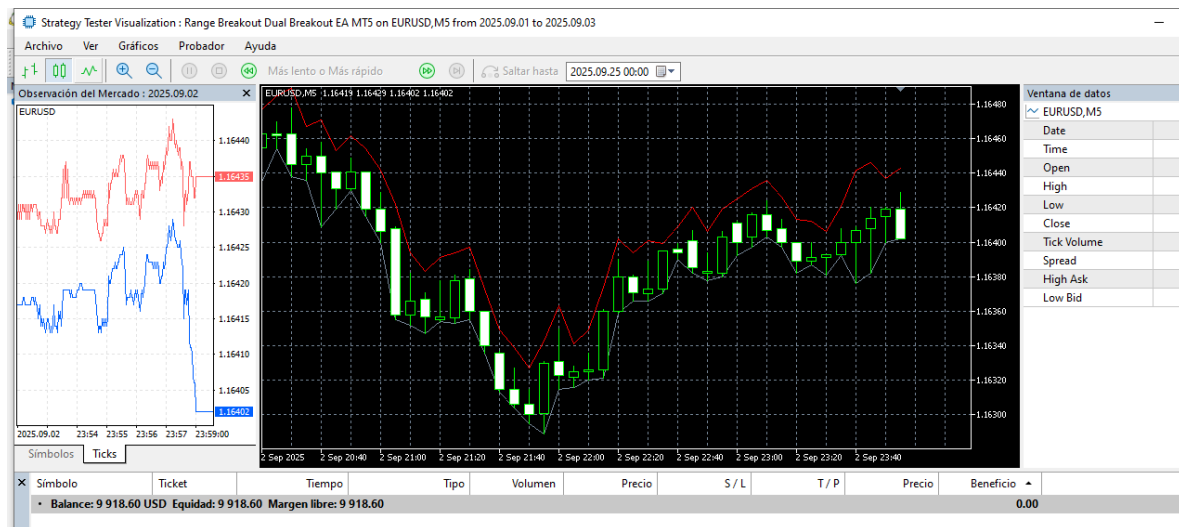 Strategy Tester Visualization : Range Breakout Dual Breakout EA MT5 on EURUSD,M5 from 2025.09.01 to 2025.09.03
Archivo Ver Gráficos Probador Ayuda
Más lento o Más rápido Saltar hasta 2025.09.25 00:00
Observación del Mercado : 2025.09.02
EURUSD
1.16440
1.16435
1.16430
1.16425
1.16420
1.16415
1.16410
1.16405
1.16402
2025.09.02 23:54 23:55 23:56 23:57 23:59:00
Símbolos Ticks
EURUSD,M5 1.16419 1.16429 1.16402 1.16402
1.16480
1.16460
1.16440
1.16420
1.16400
1.16380
1.16360
1.16340
1.16320
1.16300
2 Sep 2025 2 Sep 20:40 2 Sep 21:00 2 Sep 21:20 2 Sep 21:40 2 Sep 22:00 2 Sep 22:20 2 Sep 22:40 2 Sep 23:00 2 Sep 23:20 2 Sep 23:40
Ventana de datos
EURUSD,M5
Date
Time
Open
High
Low
Close
Tick Volume
Spread
High Ask
Low Bid
Símbolo Ticket Tiempo Tipo Volumen Precio S / L T / P Precio Beneficio
Balance: 9 918.60 USD Equidad: 9 918.60 Margen libre: 9 918.60 0.00